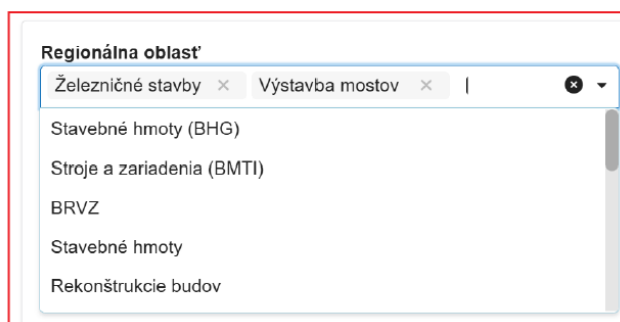 Regionálna oblasť
Železničné stavby × Výstavba mostov ×
Stavebné hmoty (BHG)
Stroje a zariadenia (BMTI)
BRVZ
Stavebné hmoty
Rekonštrukcie budov